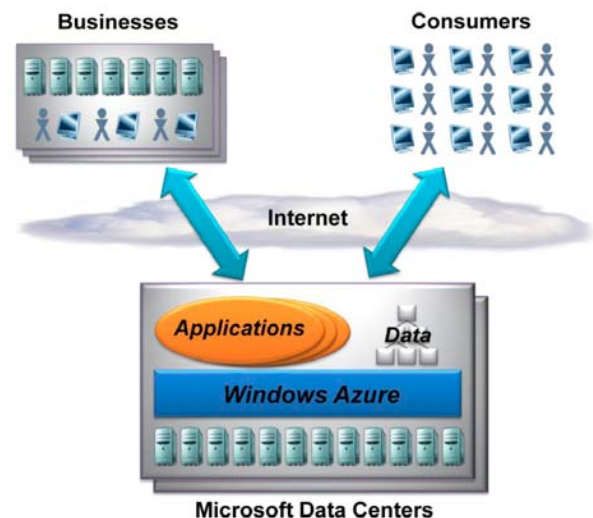 Businesses
Consumers
Internet
Applications
Data
Windows Azure
Microsoft Data Centers